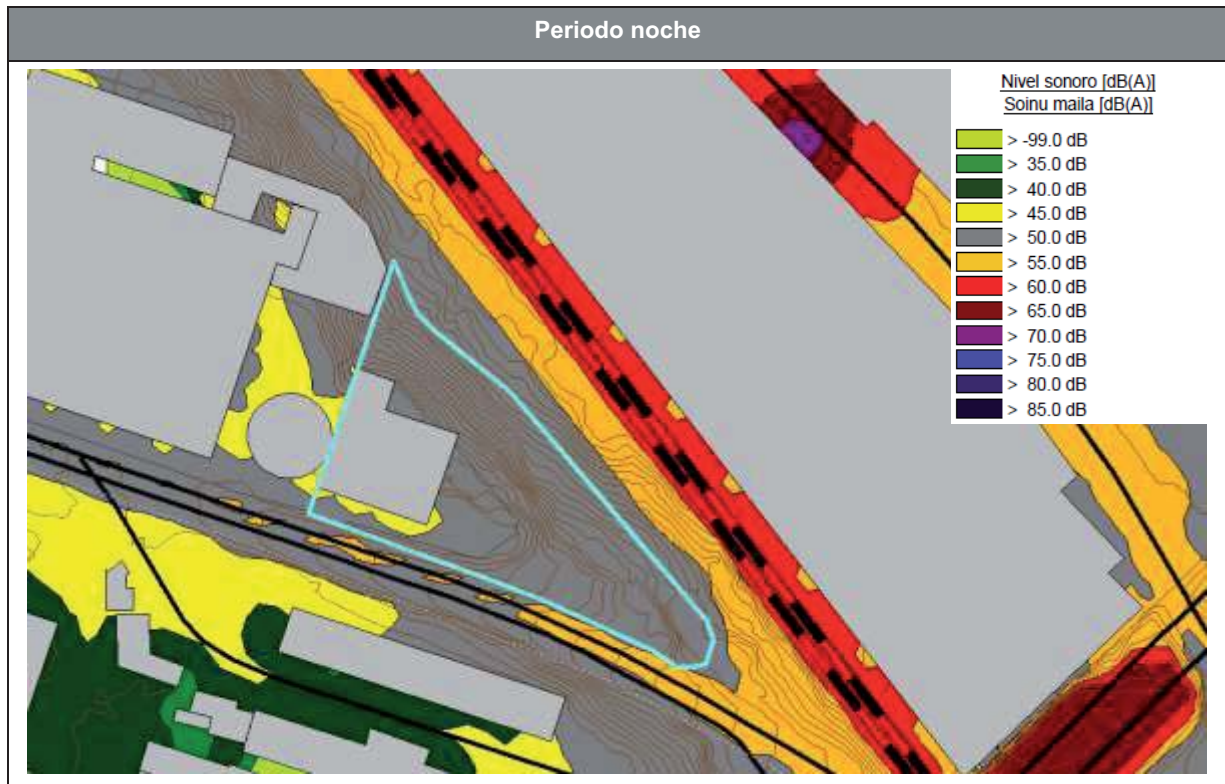 Periodo noche
Nivel sonoro [dB(A)]
Soinu maila [dB(A)]
> -99.0 dB
> 35.0 dB
> 40.0 dB
> 45.0 dB
> 50.0 dB
> 55.0 dB
> 60.0 dB
> 65.0 dB
> 70.0 dB
> 75.0 dB
> 80.0 dB
> 85.0 dB